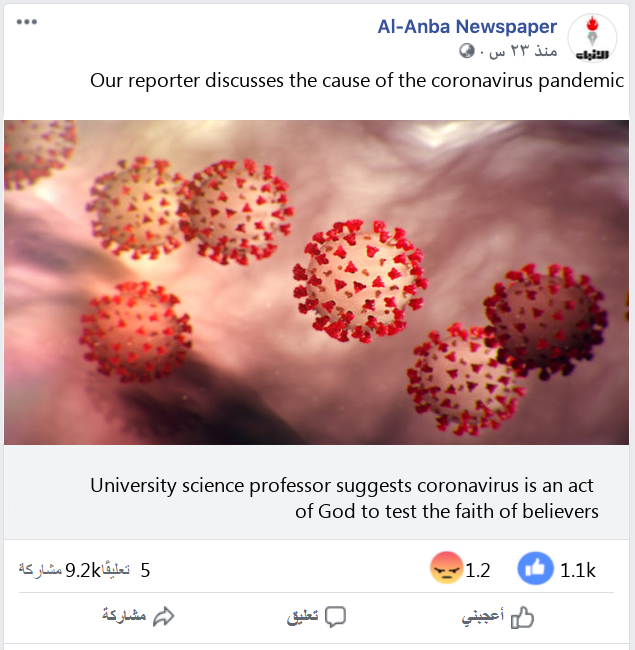 Al-Anba Newspaper
الأنباء
منذ ٢٣ س ·
Our reporter discusses the cause of the coronavirus pandemic
University science professor suggests coronavirus is an act
of God to test the faith of believers
1.1k 1.2 5 تعليقًا 9.2k مشاركة
أعجبني تعليق مشاركة